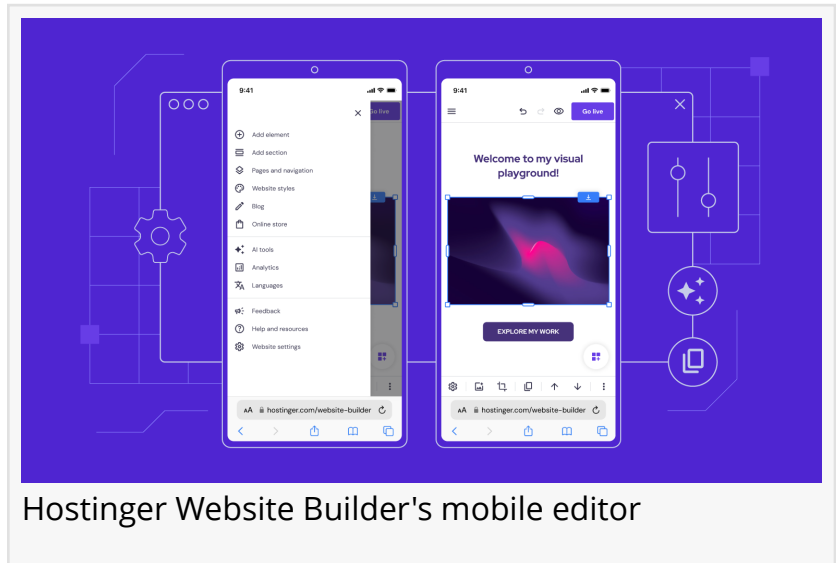 9:41
Go live
Add element
Add section
Pages and navigation
Website styles
Blog
Online store
AI tools
Analytics
Languages
Feedback
Help and resources
Website settings
AA hostinger.com/website-builder
9:41
Go live
Welcome to my visual
playground!
EXPLORE MY WORK
AA hostinger.com/website-builder
Hostinger Website Builder's mobile editor